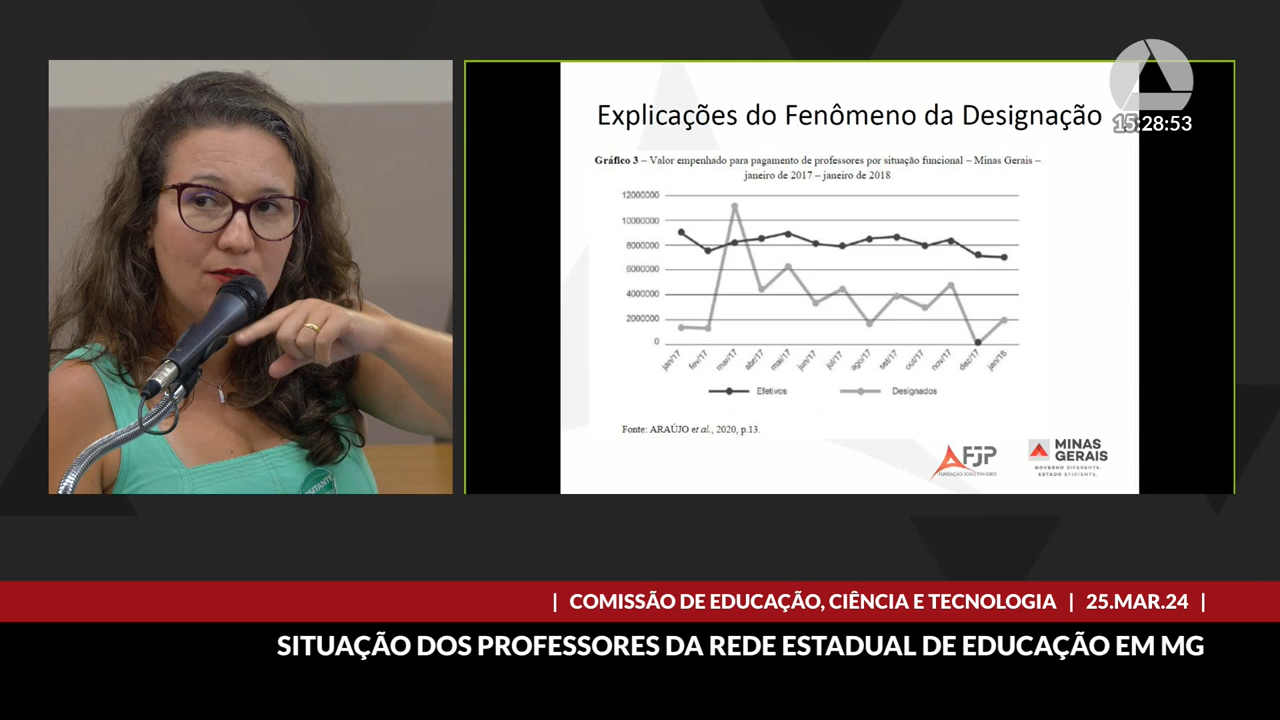 15:28:53
Explicações do Fenômeno da Designação
Gráfico 3 – Valor empenhado para pagamento de professores por situação funcional – Minas Gerais –
janeiro de 2017 – janeiro de 2018
12000000
10000000
8000000
6000000
4000000
2000000
0
jan/17 fev/17 mar/17 abr/17 mai/17 jun/17 jul/17 ago/17 set/17 out/17 nov/17 dez/17 jan/18
Efetivos Designados
Fonte: ARAÚJO et al., 2020, p.13.
FJP
FUNDAÇÃO JOÃO PINHEIRO
MINAS
GERAIS
GOVERNO DIFERENTE.
ESTADO EFICIENTE.
VISITANTE
| COMISSÃO DE EDUCAÇÃO, CIÊNCIA E TECNOLOGIA | 25.MAR.24 |
SITUAÇÃO DOS PROFESSORES DA REDE ESTADUAL DE EDUCAÇÃO EM MG